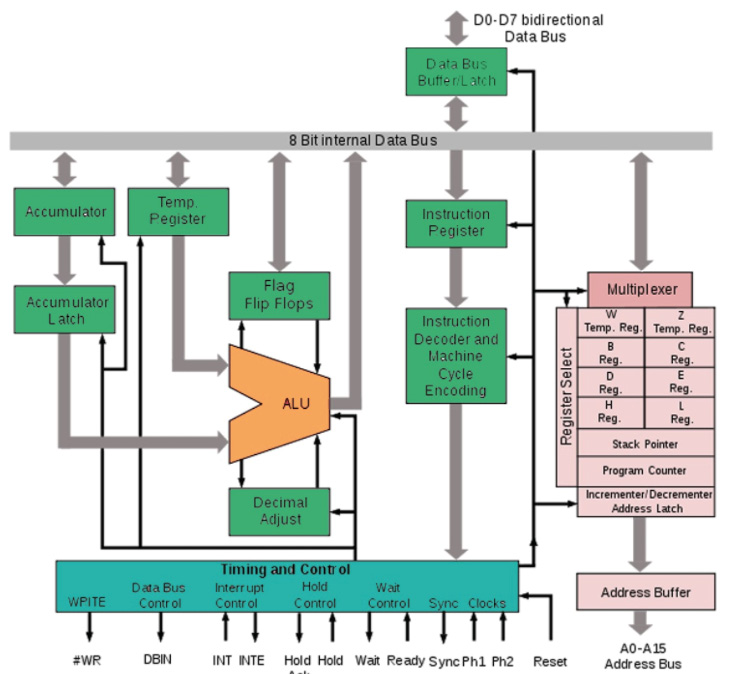 D0-D7 bidirectional
Data Bus
Data Bus
Buffer/Latch
8 Bit internal Data Bus
Accumulator
Temp.
Pegister
Instruction
Pegister
Flag
Flip Flops
Multiplexer
Accumulator
Latch
Instruction
Decoder and
Machine
Cycle
Encoding
Register Select
W
Temp. Reg.
Z
Temp. Reg.
B
Reg.
C
Reg.
D
Reg.
E
Reg.
H
Reg.
L
Reg.
Stack Pointer
Program Counter
Incrementer/Decrementer
Address Latch
ALU
Decimal
Adjust
Timing and Control
WPITE
Data Bus
Control
Interrupt
Control
Hold
Control
Wait
Control
Sync
Clocks
Address Buffer
#WR
DBIN
INT
INTE
Hold
Ack
Hold
Wait
Ready
Sync
Ph1
Ph2
Reset
A0-A15
Address Bus